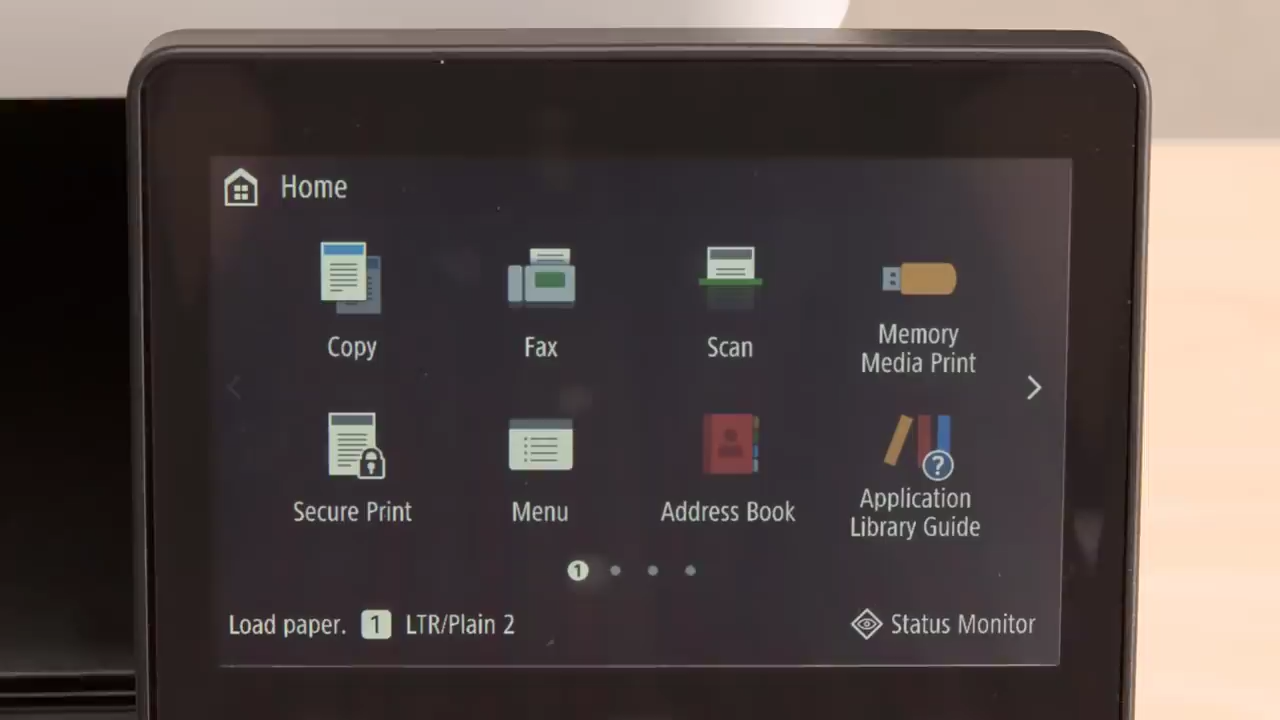 Home
Copy
Fax
Scan
Memory
Media Print
Secure Print
Menu
Address Book
Application
Library Guide
1
Load paper. 1 LTR/Plain 2
Status Monitor